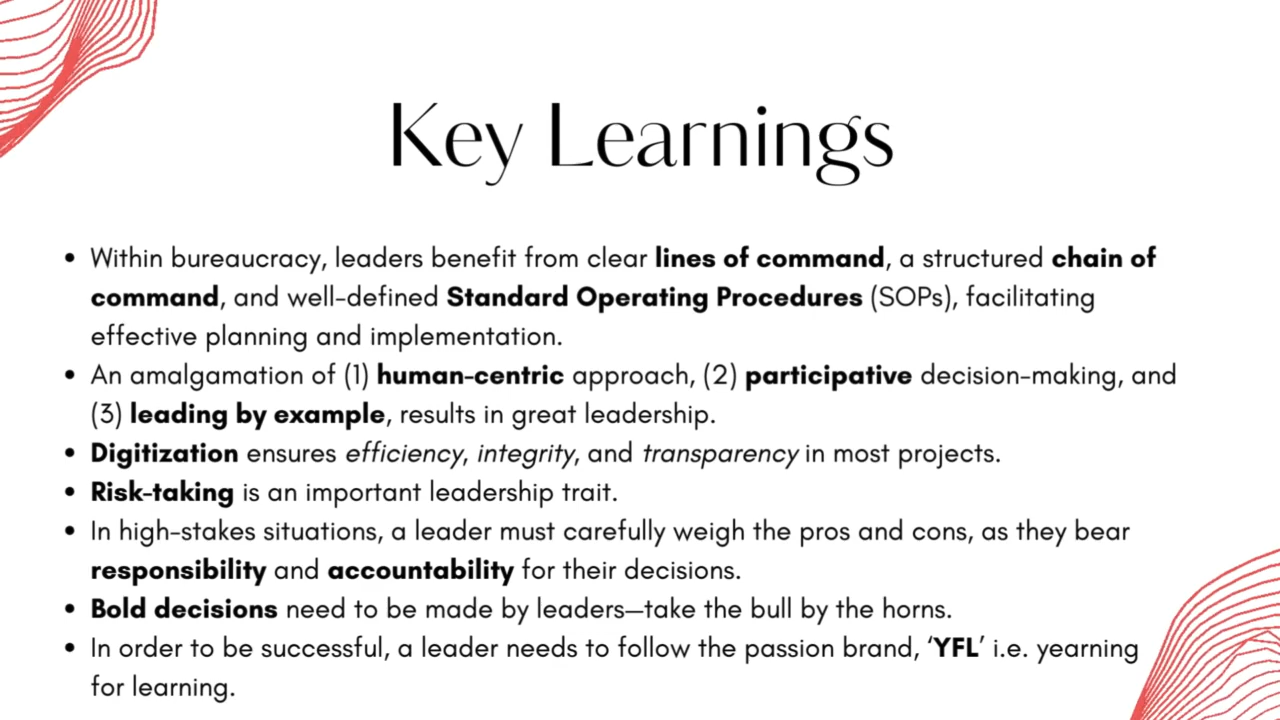 Key Learnings
• Within bureaucracy, leaders benefit from clear lines of command, a structured chain of
command, and well-defined Standard Operating Procedures (SOPs), facilitating
effective planning and implementation.
• An amalgamation of (1) human-centric approach, (2) participative decision-making, and
(3) leading by example, results in great leadership.
• Digitization ensures efficiency, integrity, and transparency in most projects.
• Risk-taking is an important leadership trait.
• In high-stakes situations, a leader must carefully weigh the pros and cons, as they bear
responsibility and accountability for their decisions.
• Bold decisions need to be made by leaders—take the bull by the horns.
• In order to be successful, a leader needs to follow the passion brand, ‘YFL’ i.e. yearning
for learning.